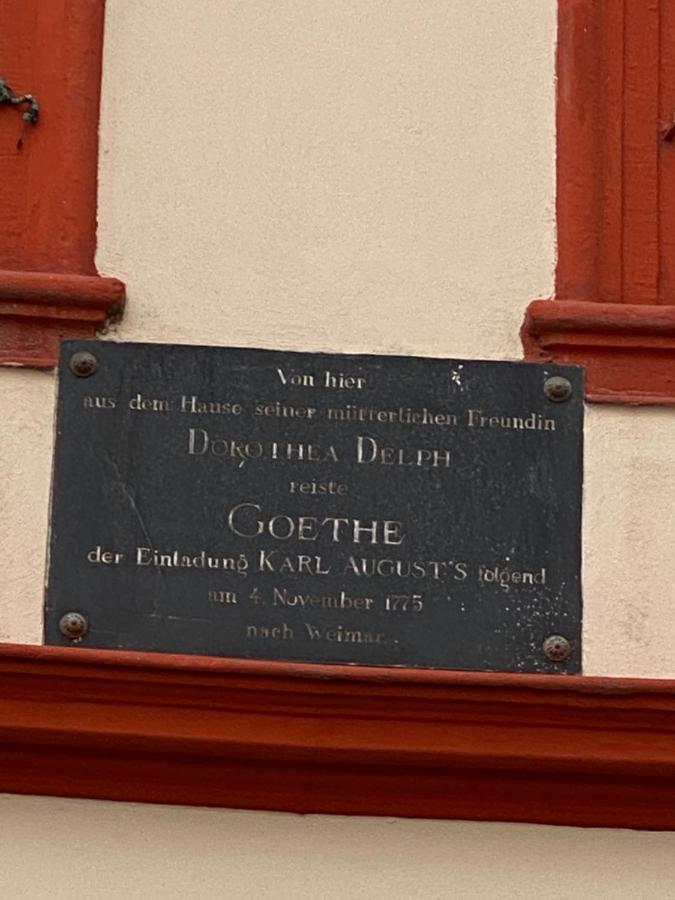 Von hier
aus dem Hause seiner mütterlichen Freundin
DOROTHEA DELPH
reiste
GOETHE
der Einladung KARL AUGUST'S folgend
am 4. November 1775
nach Weimar.